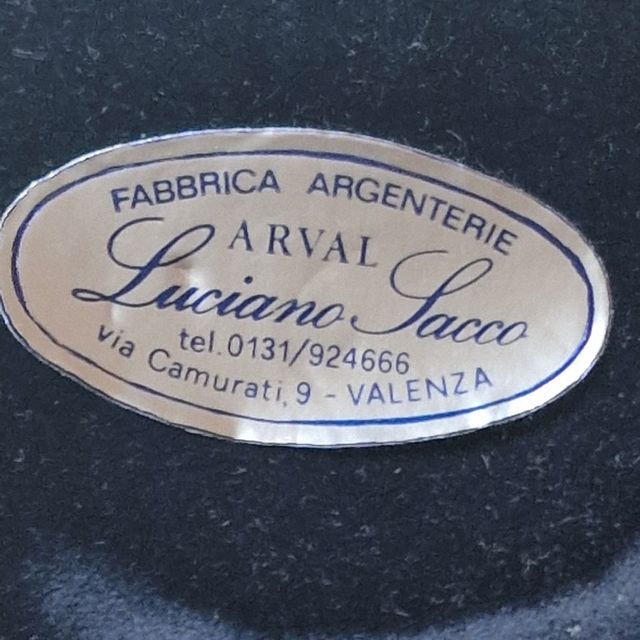 FABBRICA ARGENTERIE
ARVAL
Luciano Sacco
tel.0131/924666
via Camurati, 9 - VALENZA